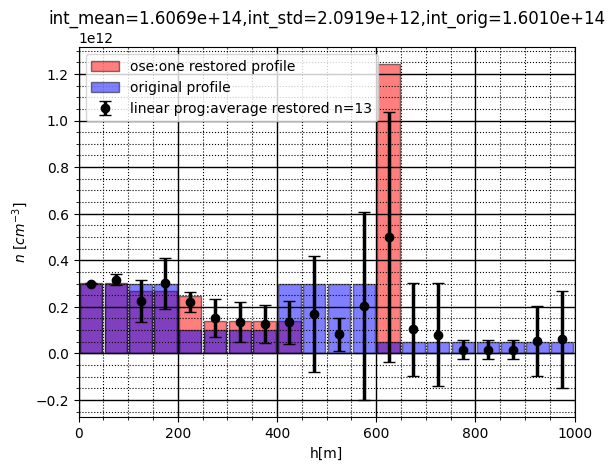 int_mean=1.6069e+14,int_std=2.0919e+12,int_orig=1.6010e+14
1e12
ose:one restored profile
original profile
linear prog:average restored n=13
1.2
1.0
0.8
0.6
0.4
0.2
0.0
−0.2
n [cm⁻³]
0 200 400 600 800 1000
h[m]